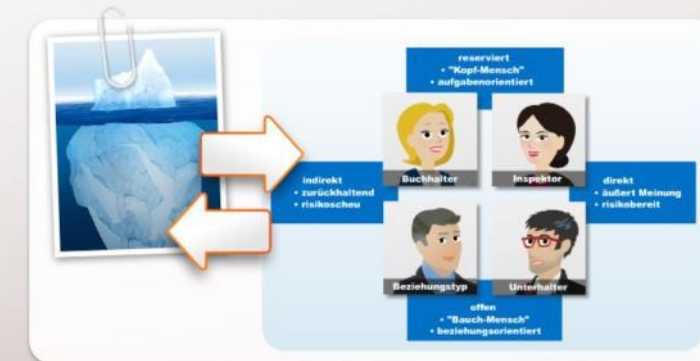 reserviert
• "Kopf-Mensch"
• aufgabenorientiert
Buchhalter
Inspektor
indirekt
• zurückhaltend
• risikoscheu
direkt
• äußert Meinung
• risikobereit
Beziehungstyp
Unterhalter
offen
• "Bauch-Mensch"
• beziehungsorientiert